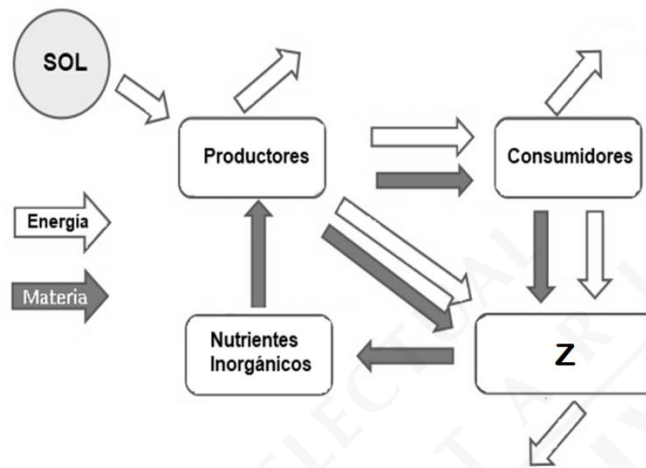 SOL
Productores
Consumidores
Energía
Materia
Nutrientes
Inorgánicos
Z